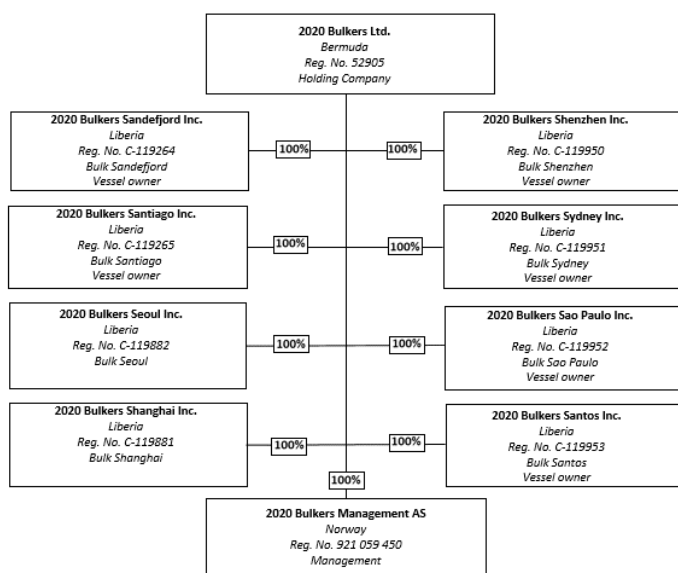 2020 Bulkers Ltd.
Bermuda
Reg. No. 52905
Holding Company
2020 Bulkers Sandefjord Inc.
Liberia
Reg. No. C-119264
Bulk Sandefjord
Vessel owner
100%
100%
2020 Bulkers Shenzhen Inc.
Liberia
Reg. No. C-119950
Bulk Shenzhen
Vessel owner
2020 Bulkers Santiago Inc.
Liberia
Reg. No. C-119265
Bulk Santiago
Vessel owner
100%
100%
2020 Bulkers Sydney Inc.
Liberia
Reg. No. C-119951
Bulk Sydney
Vessel owner
2020 Bulkers Seoul Inc.
Liberia
Reg. No. C-119882
Bulk Seoul
100%
100%
2020 Bulkers Sao Paulo Inc.
Liberia
Reg. No. C-119952
Bulk Sao Paulo
Vessel owner
2020 Bulkers Shanghai Inc.
Liberia
Reg. No. C-119881
Bulk Shanghai
100%
100%
2020 Bulkers Santos Inc.
Liberia
Reg. No. C-119953
Bulk Santos
Vessel owner
100%
2020 Bulkers Management AS
Norway
Reg. No. 921 059 450
Management